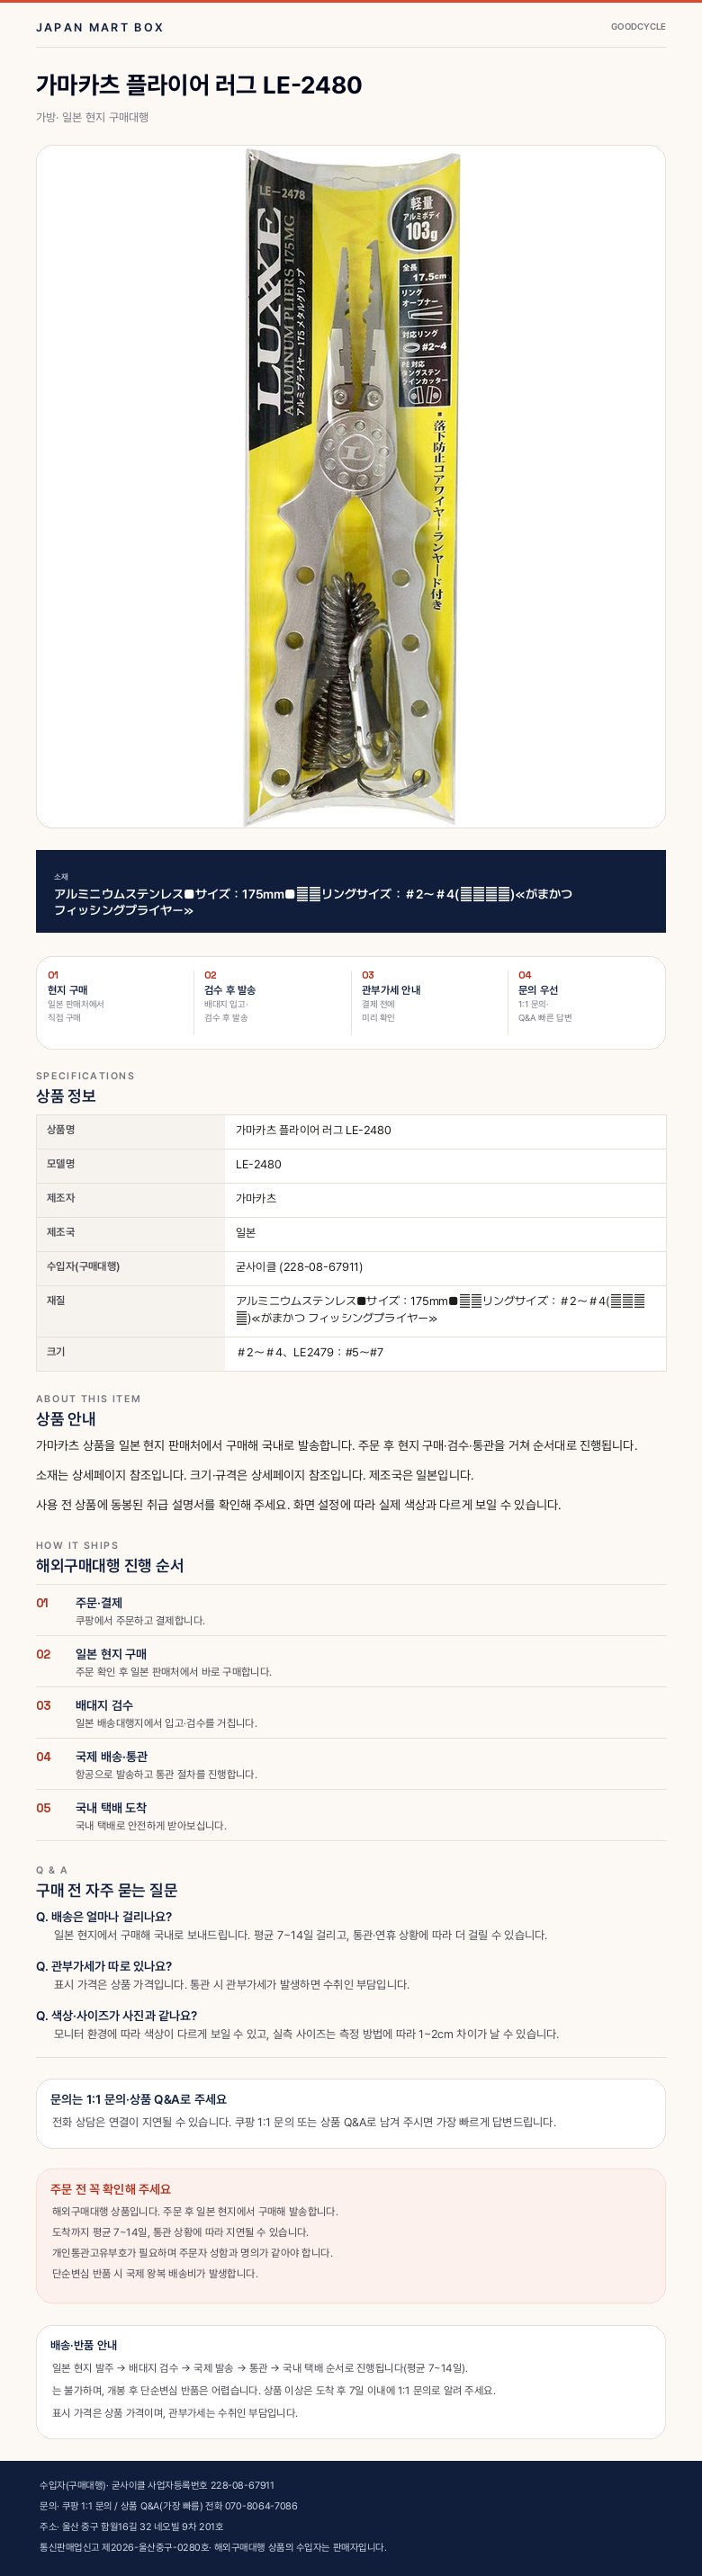 JAPAN MART BOX
GOODCYCLE
가마카츠 플라이어 러그 LE-2480
가방· 일본 현지 구매대행
LE-2478
LUXXE
ALUMINUM PLIERS 175MG
アルミプライヤー 175 メタルグリップ
軽量
アルミボディ
103g
全長
17.5cm
リング
オープナー
対応リング
#2~4
PE対応
タングステン
ラインカッター
落下防止コアワイヤーランヤード付き
소재
アルミニウムステンレス■サイズ：175mm■リングサイズ：＃2〜＃4()≪がまかつ
フィッシングプライヤー≫
01
현지 구매
일본 판매처에서
직접 구매
02
검수 후 발송
배대지 입고·
검수 후 발송
03
관부가세 안내
결제 전에
미리 확인
04
문의 우선
1:1 문의·
Q&A 빠른 답변
SPECIFICATIONS
상품 정보
상품명 가마카츠 플라이어 러그 LE-2480
모델명 LE-2480
제조자 가마카츠
제조국 일본
수입자(구매대행) 굳사이클 (228-08-67911)
재질 アルミニウムステンレス■サイズ：175mm■リングサイズ：＃2〜＃4(
)≪がまかつ フィッシングプライヤー≫
크기 ＃2〜＃4、LE2479：#5〜#7
ABOUT THIS ITEM
상품 안내
가마카츠 상품을 일본 현지 판매처에서 구매해 국내로 발송합니다. 주문 후 현지 구매·검수·통관을 거쳐 순서대로 진행됩니다.
소재는 상세페이지 참조입니다. 크기·규격은 상세페이지 참조입니다. 제조국은 일본입니다.
사용 전 상품에 동봉된 취급 설명서를 확인해 주세요. 화면 설정에 따라 실제 색상과 다르게 보일 수 있습니다.
HOW IT SHIPS
해외구매대행 진행 순서
01 주문·결제
쿠팡에서 주문하고 결제합니다.
02 일본 현지 구매
주문 확인 후 일본 판매처에서 바로 구매합니다.
03 배대지 검수
일본 배송대행지에서 입고·검수를 거칩니다.
04 국제 배송·통관
항공으로 발송하고 통관 절차를 진행합니다.
05 국내 택배 도착
국내 택배로 안전하게 받아보십니다.
Q & A
구매 전 자주 묻는 질문
Q. 배송은 얼마나 걸리나요?
일본 현지에서 구매해 국내로 보내드립니다. 평균 7~14일 걸리고, 통관·연휴 상황에 따라 더 걸릴 수 있습니다.
Q. 관부가세가 따로 있나요?
표시 가격은 상품 가격입니다. 통관 시 관부가세가 발생하면 수취인 부담입니다.
Q. 색상·사이즈가 사진과 같나요?
모니터 환경에 따라 색상이 다르게 보일 수 있고, 실측 사이즈는 측정 방법에 따라 1~2cm 차이가 날 수 있습니다.
문의는 1:1 문의·상품 Q&A로 주세요
전화 상담은 연결이 지연될 수 있습니다. 쿠팡 1:1 문의 또는 상품 Q&A로 남겨 주시면 가장 빠르게 답변드립니다.
주문 전 꼭 확인해 주세요
해외구매대행 상품입니다. 주문 후 일본 현지에서 구매해 발송합니다.
도착까지 평균 7~14일, 통관 상황에 따라 지연될 수 있습니다.
개인통관고유부호가 필요하며 주문자 성함과 명의가 같아야 합니다.
단순변심 반품 시 국제 왕복 배송비가 발생합니다.
배송·반품 안내
일본 현지 발주 → 배대지 검수 → 국제 발송 → 통관 → 국내 택배 순서로 진행됩니다(평균 7~14일).
는 불가하며, 개봉 후 단순변심 반품은 어렵습니다. 상품 이상은 도착 후 7일 이내에 1:1 문의로 알려 주세요.
표시 가격은 상품 가격이며, 관부가세는 수취인 부담입니다.
수입자(구매대행)· 굳사이클 사업자등록번호 228-08-67911
문의· 쿠팡 1:1 문의 / 상품 Q&A(가장 빠름) 전화 070-8064-7086
주소· 울산 중구 함월16길 32 네오빌 9차 201호
통신판매업신고 제2026-울산중구-0280호· 해외구매대행 상품의 수입자는 판매자입니다.